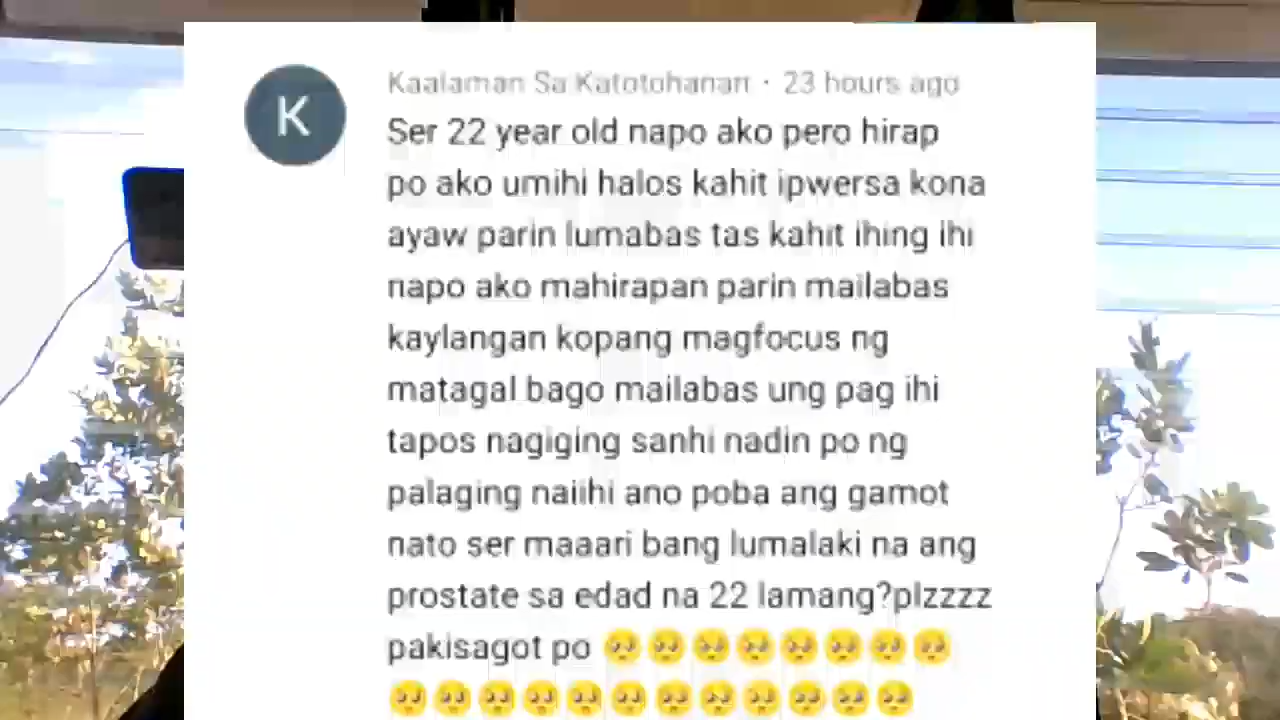 K
Kaalaman Sa Katotohanan · 23 hours ago
Ser 22 year old napo ako pero hirap
po ako umihi halos kahit ipwersa kona
ayaw parin lumabas tas kahit ihing ihi
napo ako mahirapan parin mailabas
kaylangan kopang magfocus ng
matagal bago mailabas ung pag ihi
tapos nagiging sanhi nadin po ng
palaging naiihi ano poba ang gamot
nato ser maaari bang lumalaki na ang
prostate sa edad na 22 lamang?plzzzz
pakisagot po 🥺🥺🥺🥺🥺🥺🥺🥺
🥺🥺🥺🥺🥺🥺🥺🥺🥺🥺🥺🥺